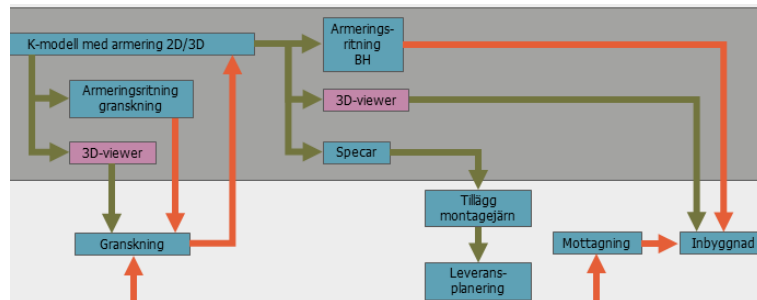 K-modell med armering 2D/3D
Armerings-
ritning
BH
Armeringsritning
granskning
3D-viewer
3D-viewer
Specar
Tillägg
montagejärn
Granskning
Mottagning
Inbyggnad
Leverans-
planering